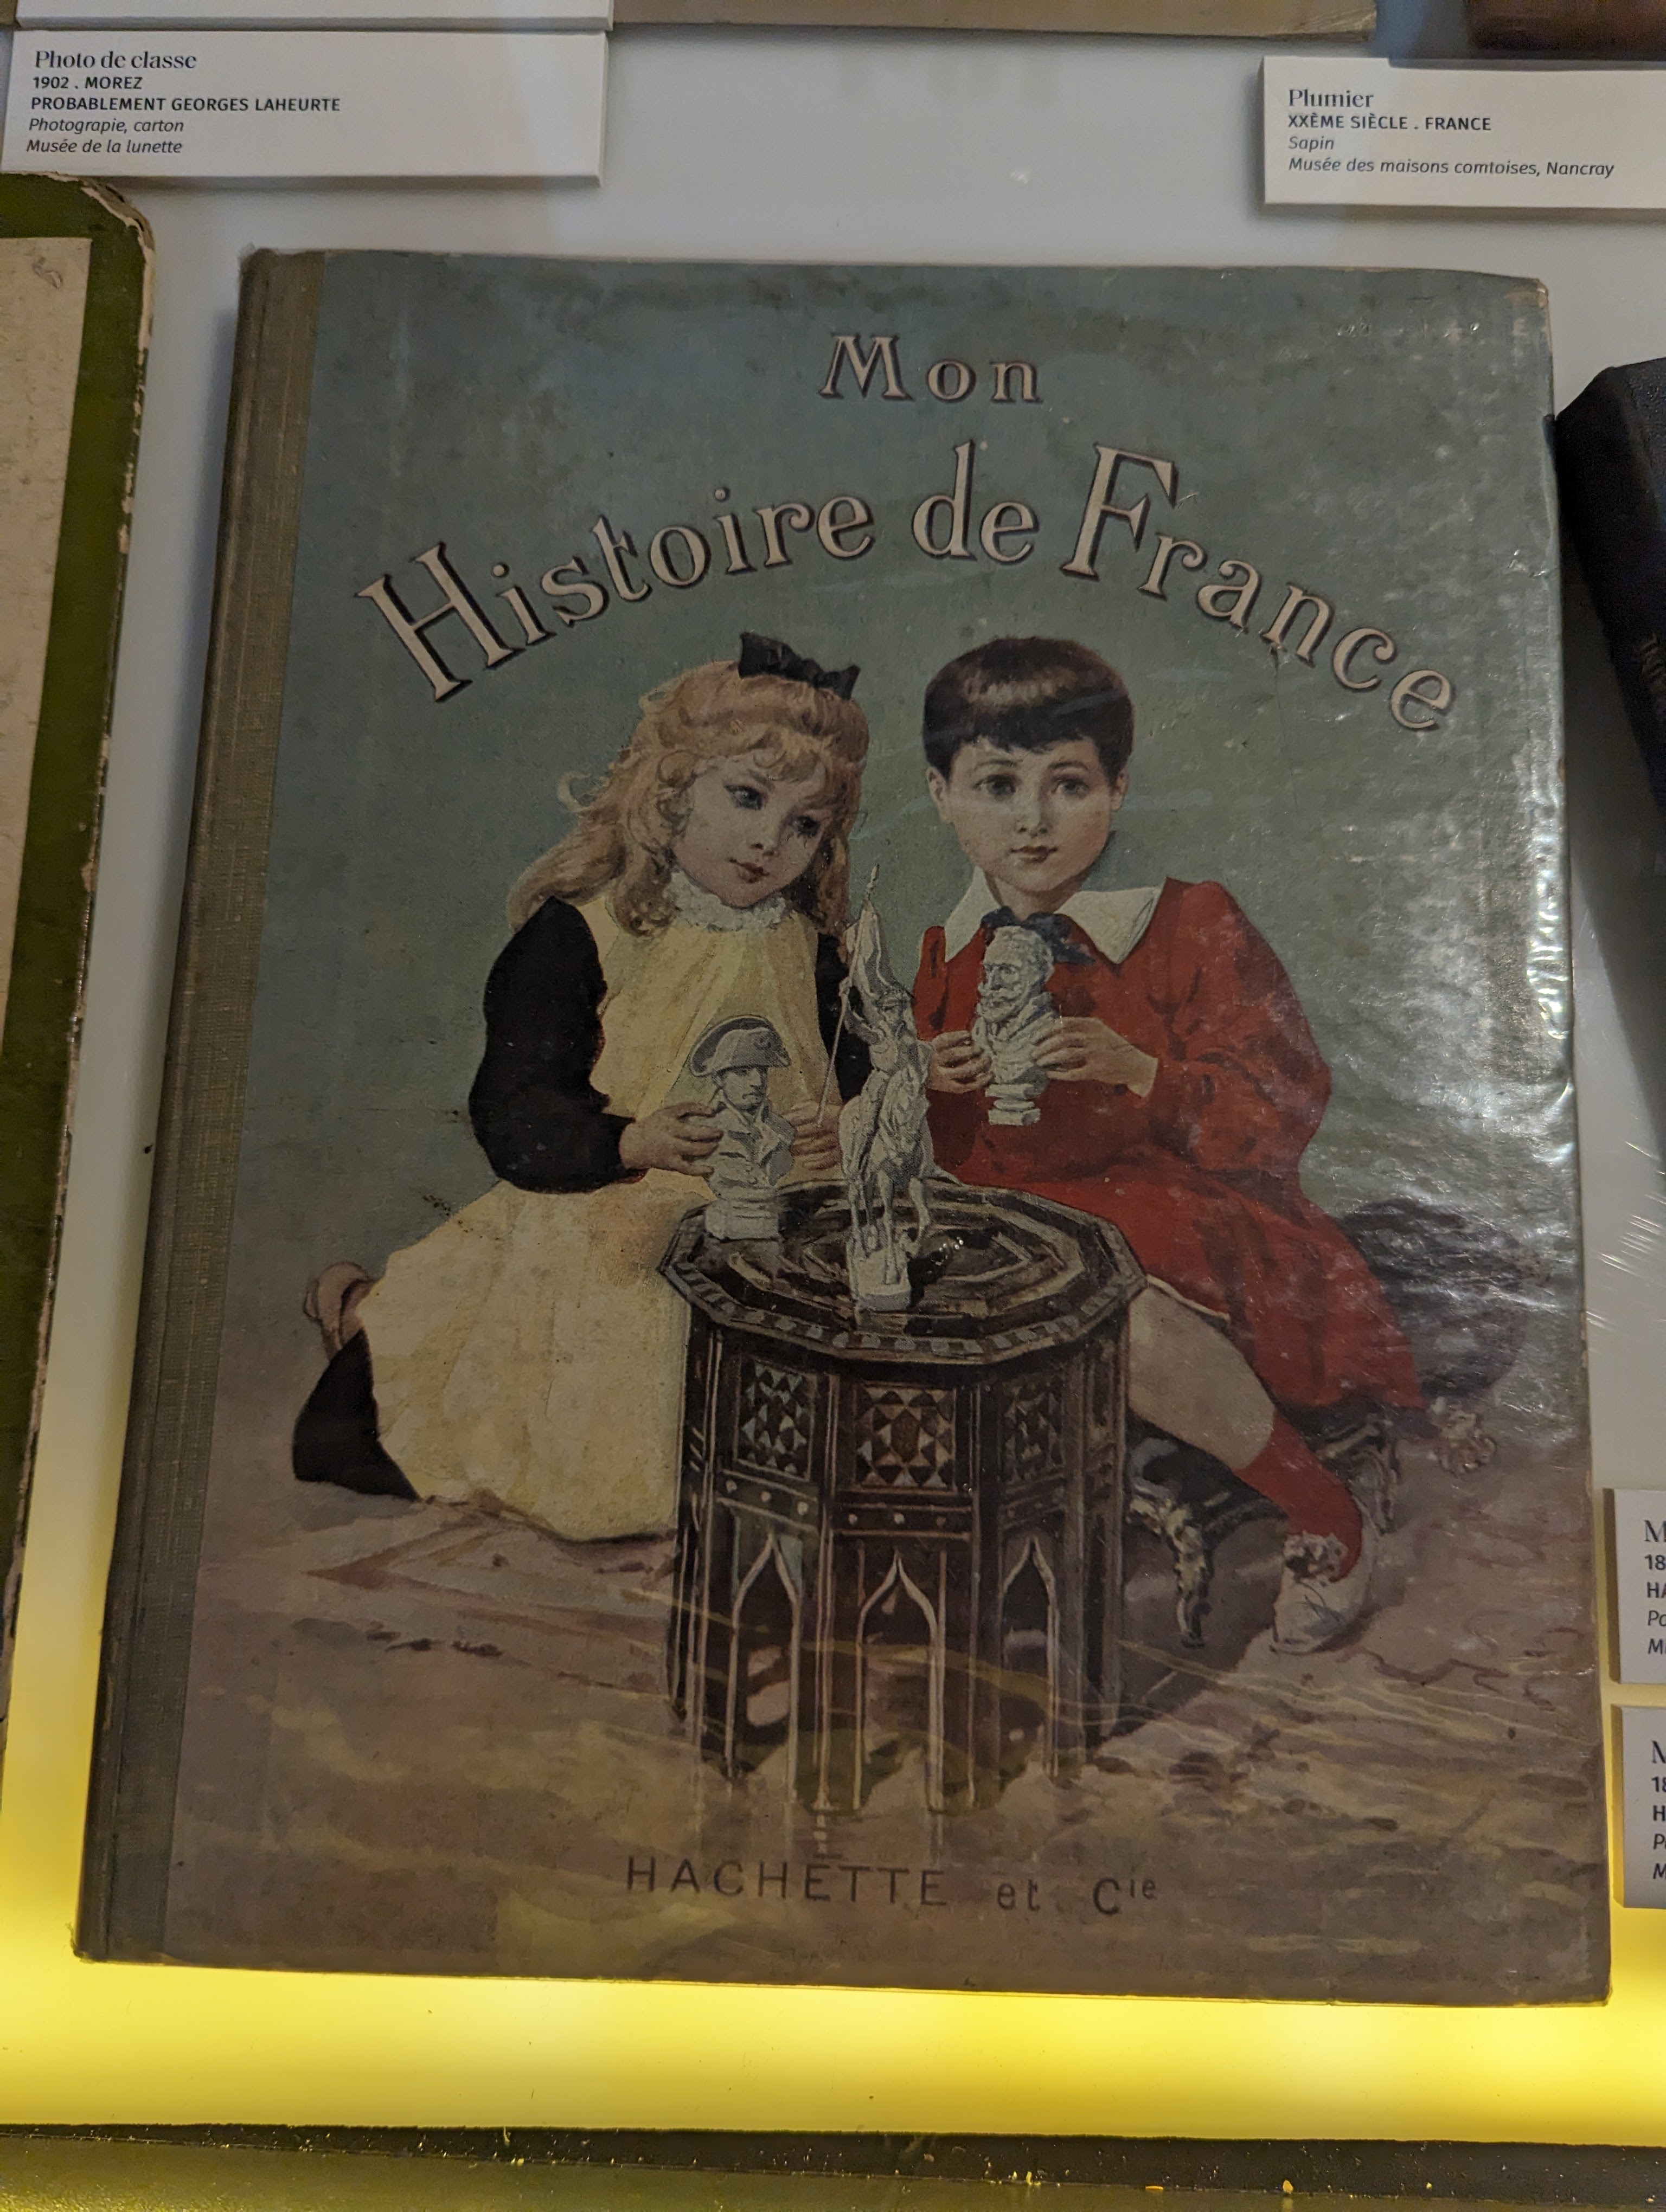 Photo de classe
1902 . MOREZ
PROBABLEMENT GEORGES LAHEURTE
Photograpie, carton
Musée de la lunette
Plumier
XXÈME SIÈCLE . FRANCE
Sapin
Musée des maisons comtoises, Nancray
Mon
Histoire de France
HACHETTE et Cie